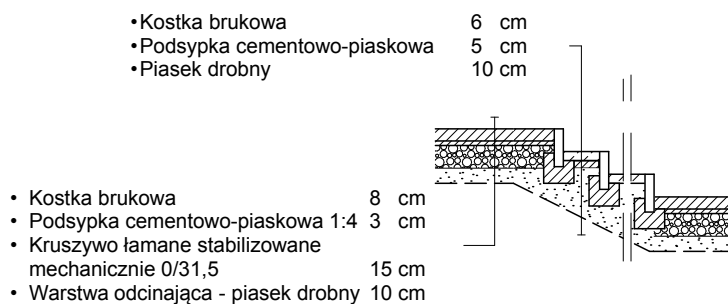 •Kostka brukowa 6 cm
•Podsypka cementowo-piaskowa 5 cm
•Piasek drobny 10 cm
• Kostka brukowa 8 cm
• Podsypka cementowo-piaskowa 1:4 3 cm
• Kruszywo łamane stabilizowane
mechanicznie 0/31,5 15 cm
• Warstwa odcinająca - piasek drobny 10 cm